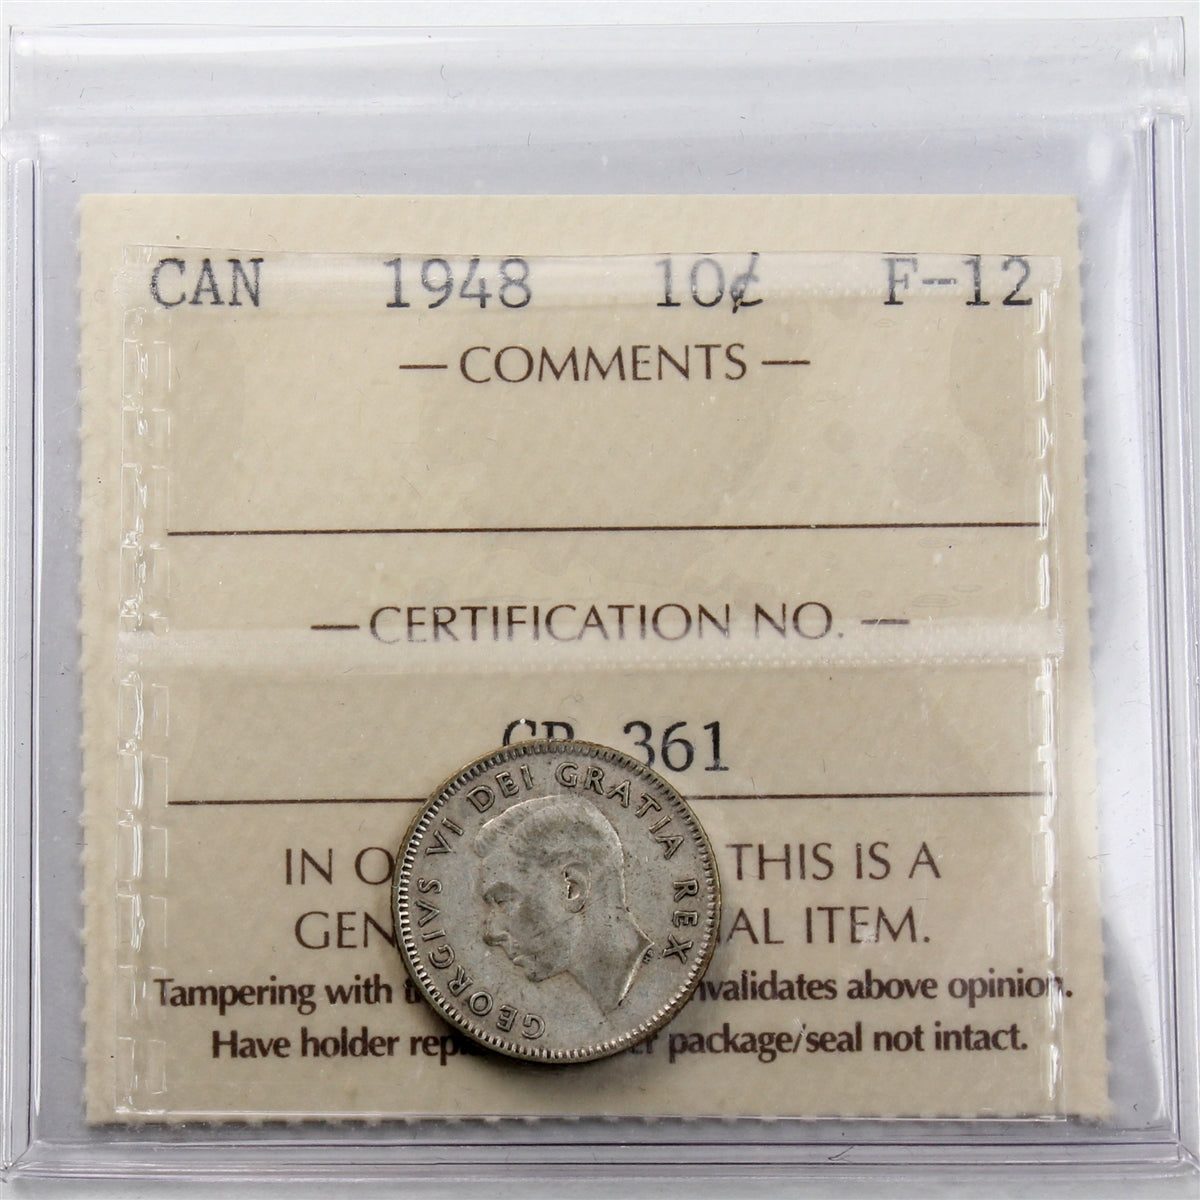 CAN 1948 10¢ F-12
— COMMENTS —
— CERTIFICATION NO. —
361
GEORGIVS VI DEI GRATIA REX
IN O THIS IS A
GEN AL ITEM.
Tampering with t nvalidates above opinion.
Have holder rep r package/seal not intact.